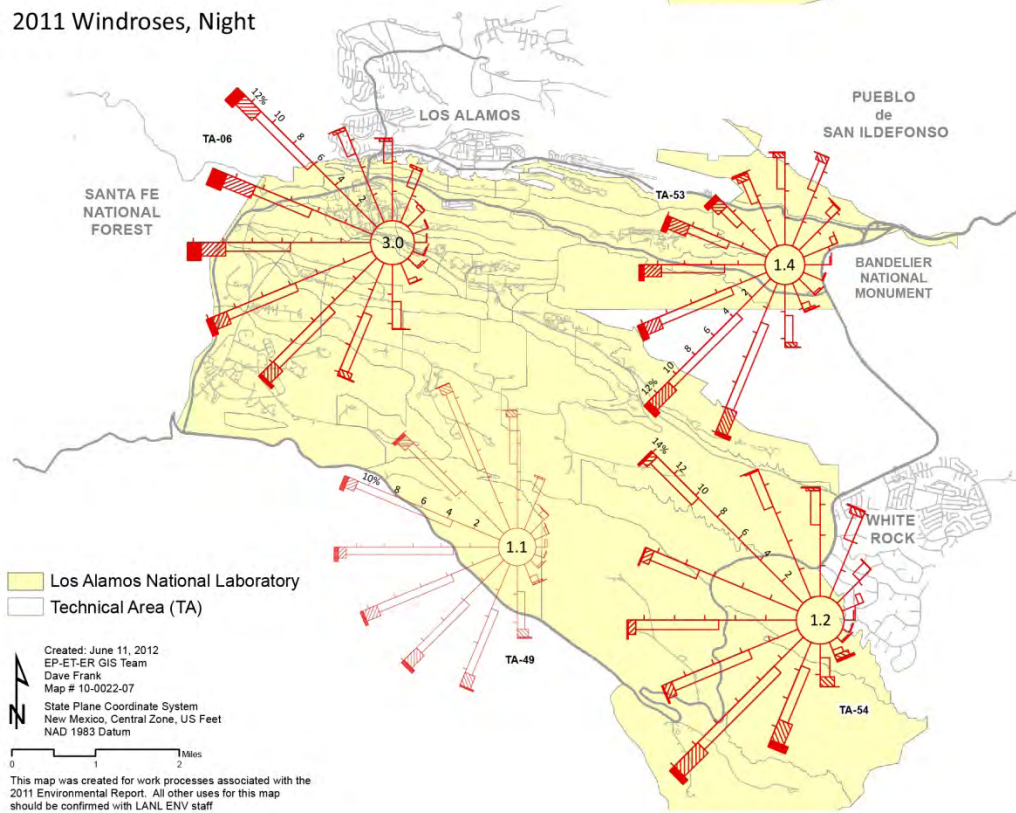 2011 Windroses, Night
LOS ALAMOS
PUEBLO
de
SAN ILDEFONSO
TA-06
12%
10
8
6
4
2
3.0
SANTA FE
NATIONAL
FOREST
TA-53
1.4
BANDELIER
NATIONAL
MONUMENT
2
4
6
8
10
12%
10%
8
6
4
2
1.1
TA-49
14%
12
10
8
6
4
2
1.2
WHITE
ROCK
TA-54
Los Alamos National Laboratory
Technical Area (TA)
Created: June 11, 2012
EP-ET-ER GIS Team
Dave Frank
Map # 10-0022-07
N
State Plane Coordinate System
New Mexico, Central Zone, US Feet
NAD 1983 Datum
Miles
0 1 2
This map was created for work processes associated with the
2011 Environmental Report. All other uses for this map
should be confirmed with LANL ENV staff